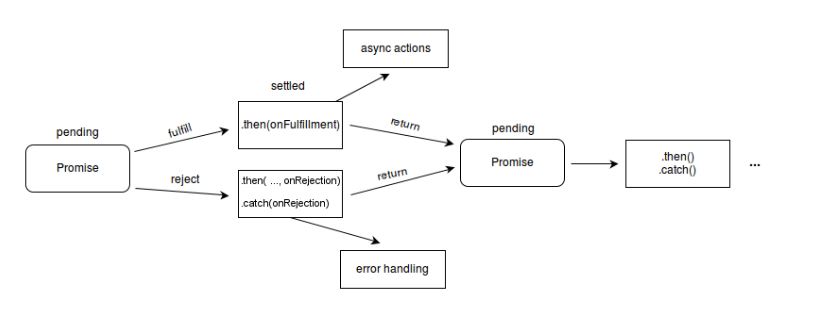 async actions
settled
.then(onFulfillment)
fulfill
return
pending
Promise
pending
Promise
reject
.then( ..., onRejection)
.catch(onRejection)
return
.then()
.catch()
...
error handling